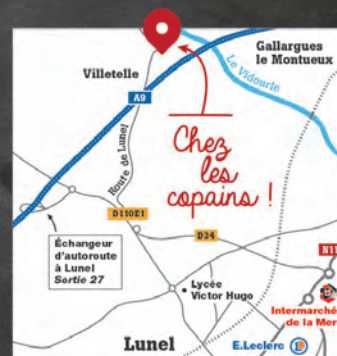 Gallargues
le Montueux
Le Vidourle
Villetelle
A9
Route de Lunel
Chez
les
copains !
D110E1
D34
Échangeur
d'autoroute
à Lunel
Sortie 27
Lycée
Victor Hugo
N11
Intermarché
de la Mer
Lunel
E.Leclerc L